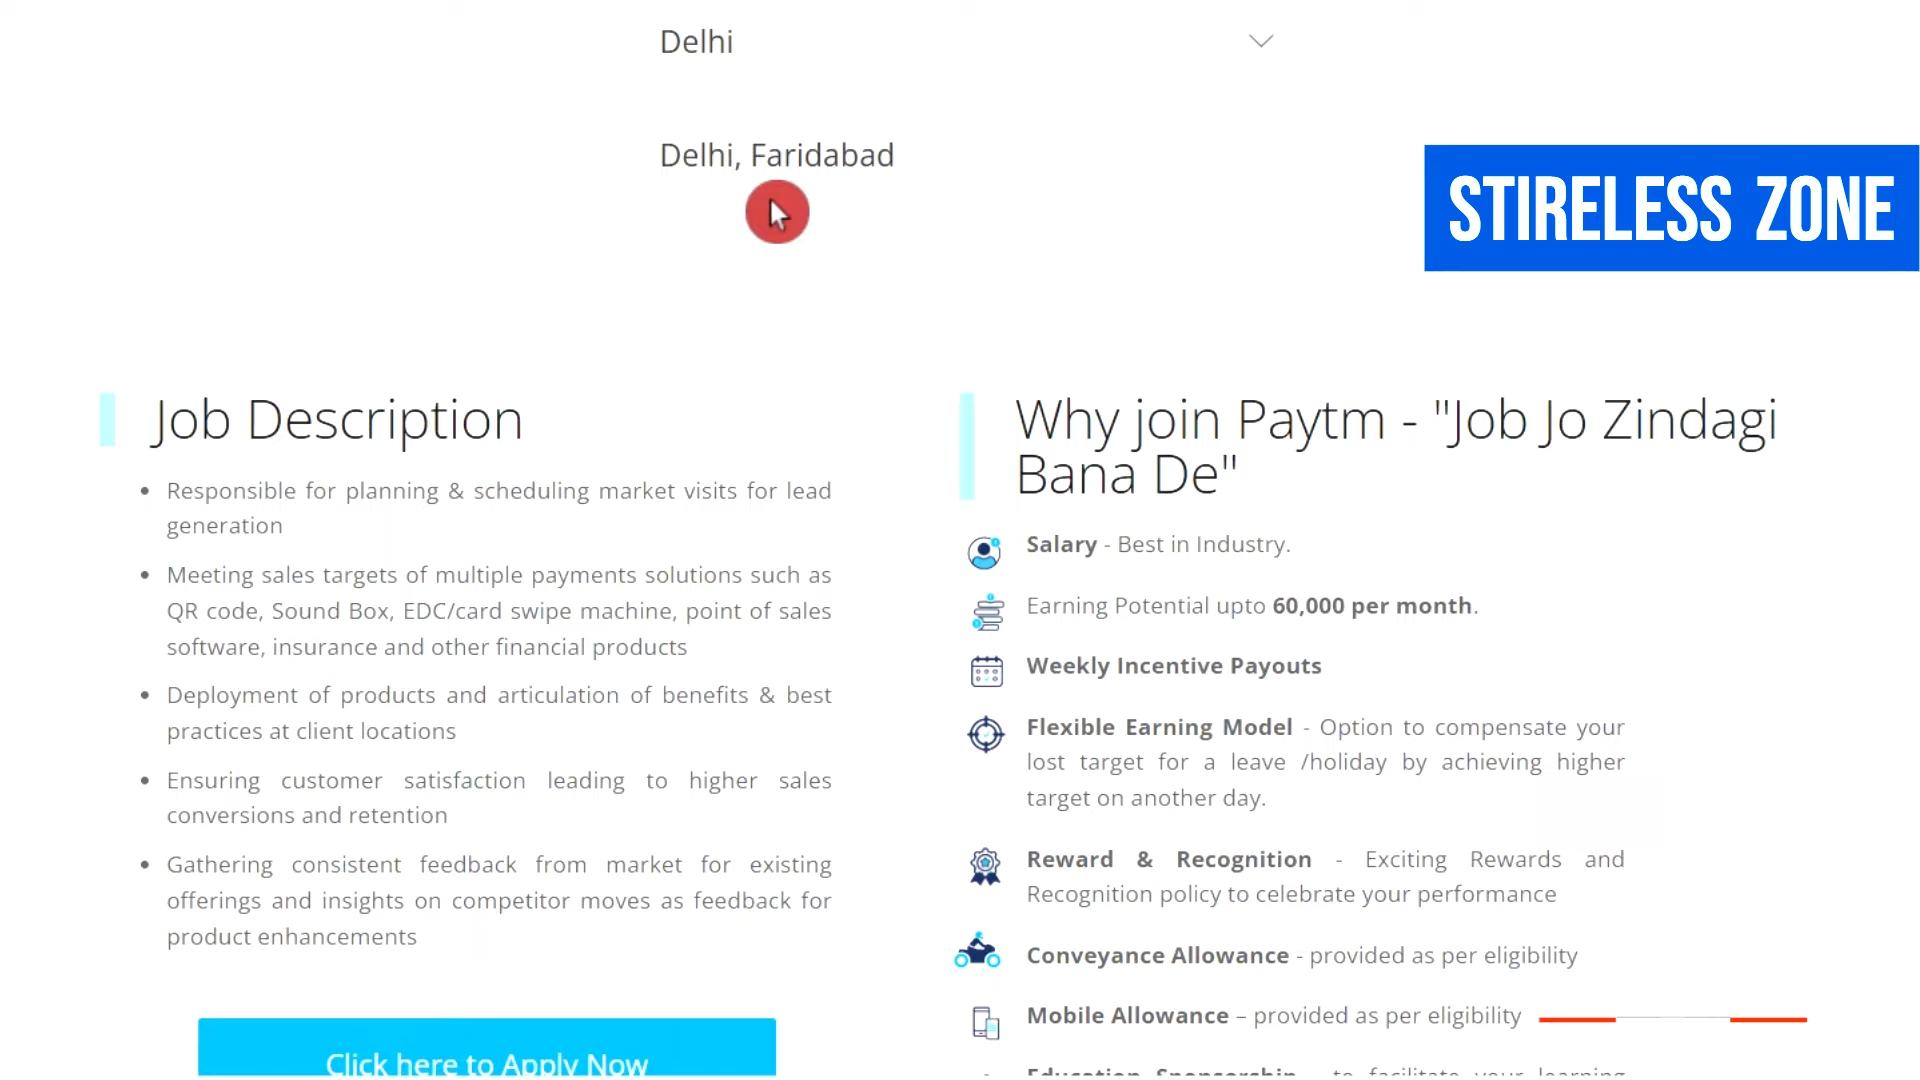 Delhi
Delhi, Faridabad
STIRELESS ZONE
Job Description
Responsible for planning & scheduling market visits for lead
generation
Meeting sales targets of multiple payments solutions such as
QR code, Sound Box, EDC/card swipe machine, point of sales
software, insurance and other financial products
Deployment of products and articulation of benefits & best
practices at client locations
Ensuring customer satisfaction leading to higher sales
conversions and retention
Gathering consistent feedback from market for existing
offerings and insights on competitor moves as feedback for
product enhancements
Click here to Apply Now
Why join Paytm - "Job Jo Zindagi
Bana De"
Salary - Best in Industry.
Earning Potential upto 60,000 per month.
Weekly Incentive Payouts
Flexible Earning Model - Option to compensate your
lost target for a leave /holiday by achieving higher
target on another day.
Reward & Recognition - Exciting Rewards and
Recognition policy to celebrate your performance
Conveyance Allowance - provided as per eligibility
Mobile Allowance – provided as per eligibility
Education Sponsorship - to facilitate your learning